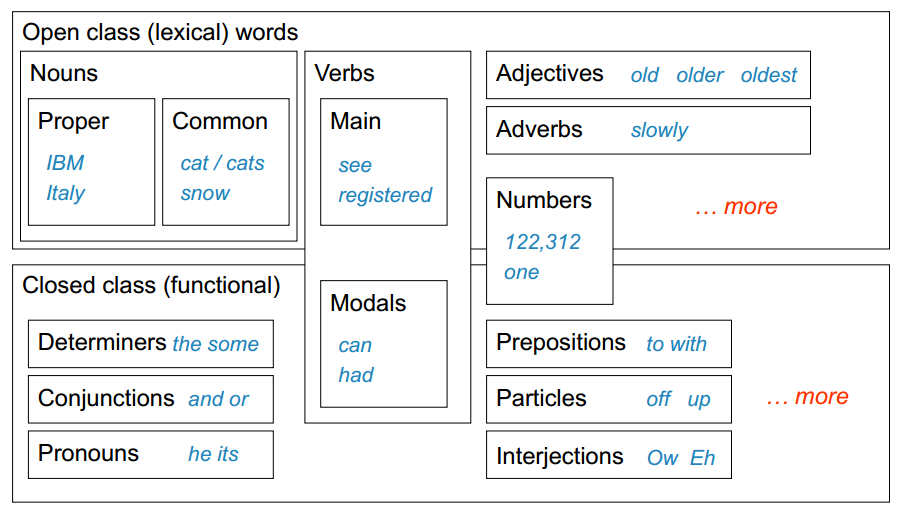 Open class (lexical) words
Nouns
Proper
IBM
Italy
Common
cat / cats
snow
Verbs
Main
see
registered
Adjectives old older oldest
Adverbs slowly
Numbers
122,312
one
… more
Closed class (functional)
Determiners the some
Conjunctions and or
Pronouns he its
Modals
can
had
Prepositions to with
Particles off up
Interjections Ow Eh
… more